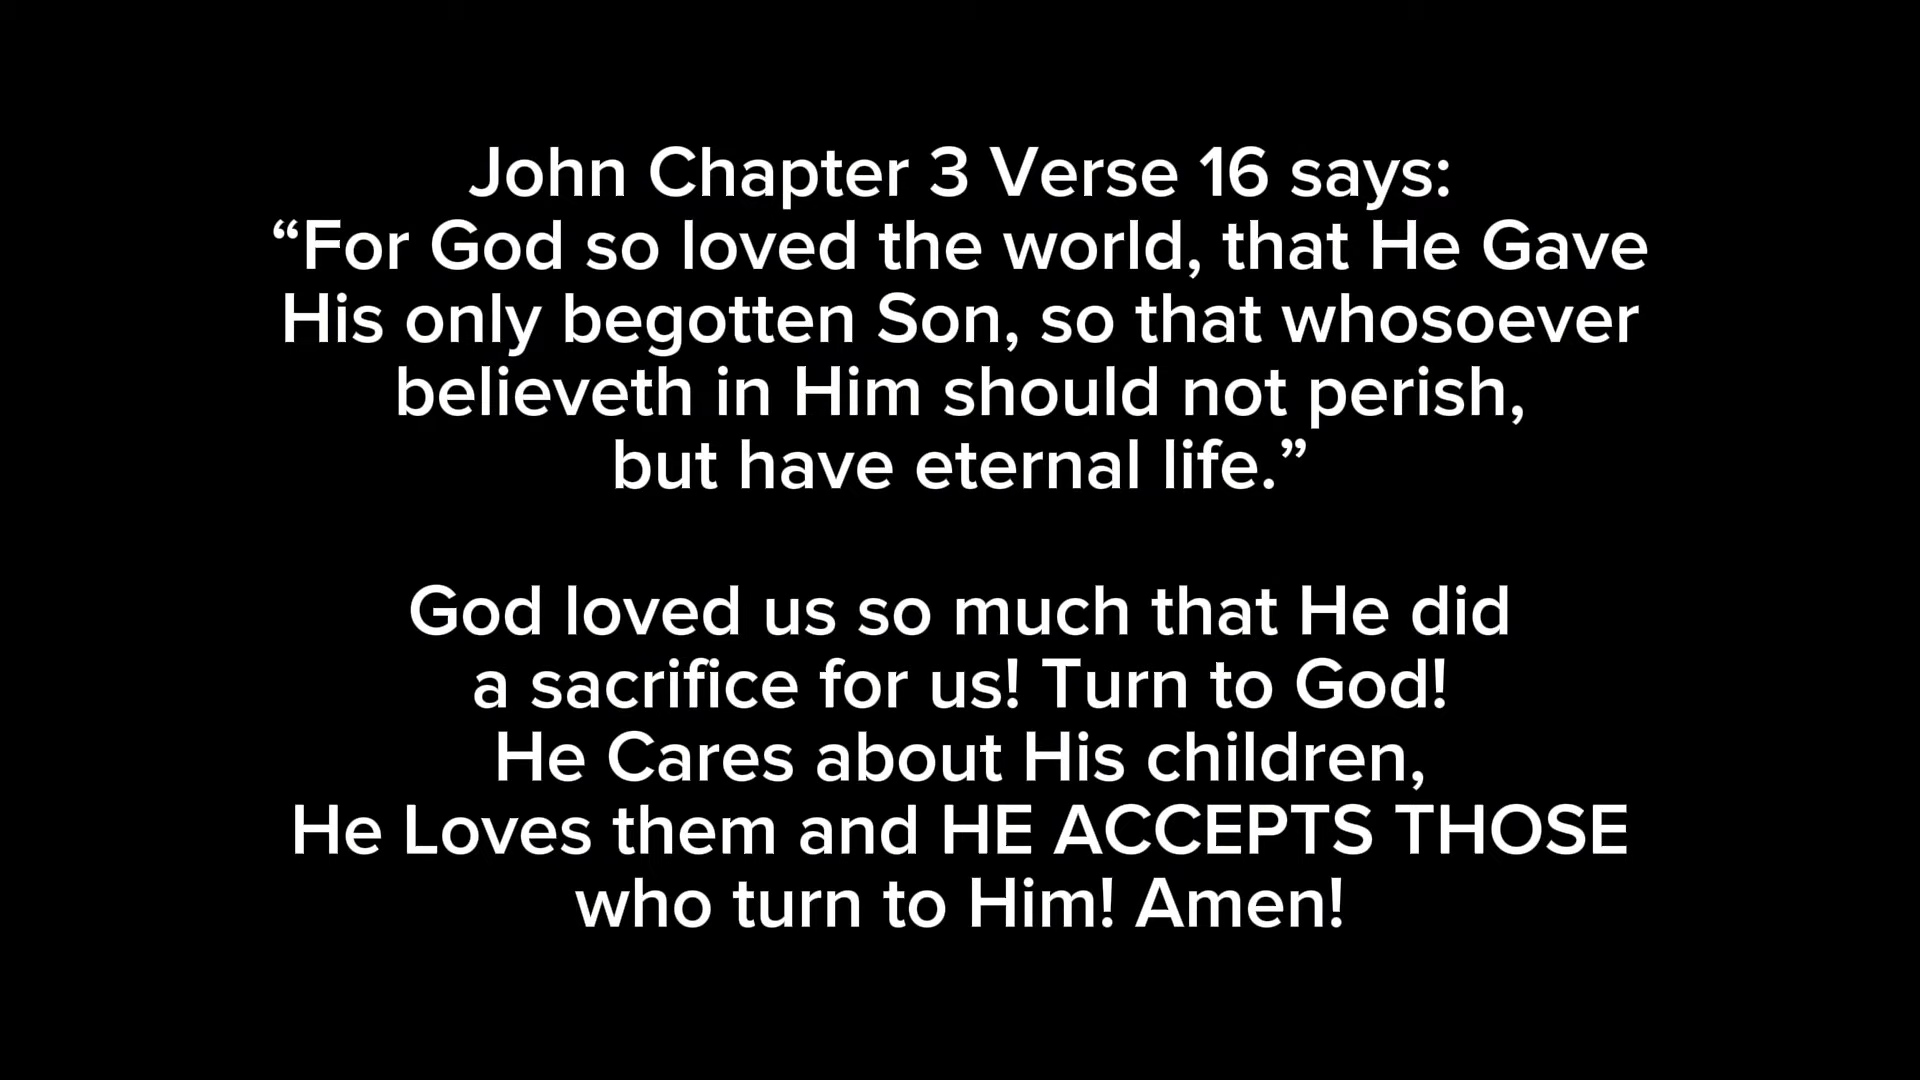 John Chapter 3 Verse 16 says:
“For God so loved the world, that He Gave
His only begotten Son, so that whosoever
believeth in Him should not perish,
but have eternal life.”
God loved us so much that He did
a sacrifice for us! Turn to God!
He Cares about His children,
He Loves them and HE ACCEPTS THOSE
who turn to Him! Amen!